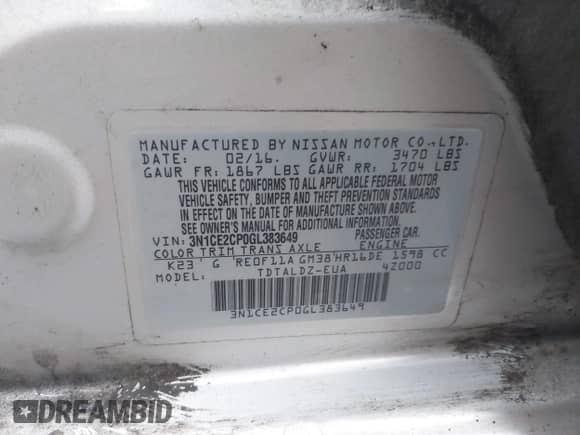 MANUFACTURED BY NISSAN MOTOR CO.,LTD.
DATE: 02/16. GVWR: 3470 LBS
GAWR FR: 1867 LBS GAWR RR: 1704 LBS
THIS VEHICLE CONFORMS TO ALL APPLICABLE FEDERAL MOTOR
VEHICLE SAFETY, BUMPER AND THEFT PREVENTION
STANDARDS IN EFFECT ON THE DATE OF MANUFACTURE
SHOWN ABOVE.
SEE OWNER'S MANUAL FOR ADDITIONAL INFORMATION.
VIN: 3N1CE2CP0GL383649 PASSENGER CAR.
COLOR TRIM TRANS AXLE ENGINE
K23 G RE0F11A GM38 HR16DE 1598 CC
MODEL: TDTALDZ-EUA 42000
3N1CE2CP0GL383649
DREAMBID